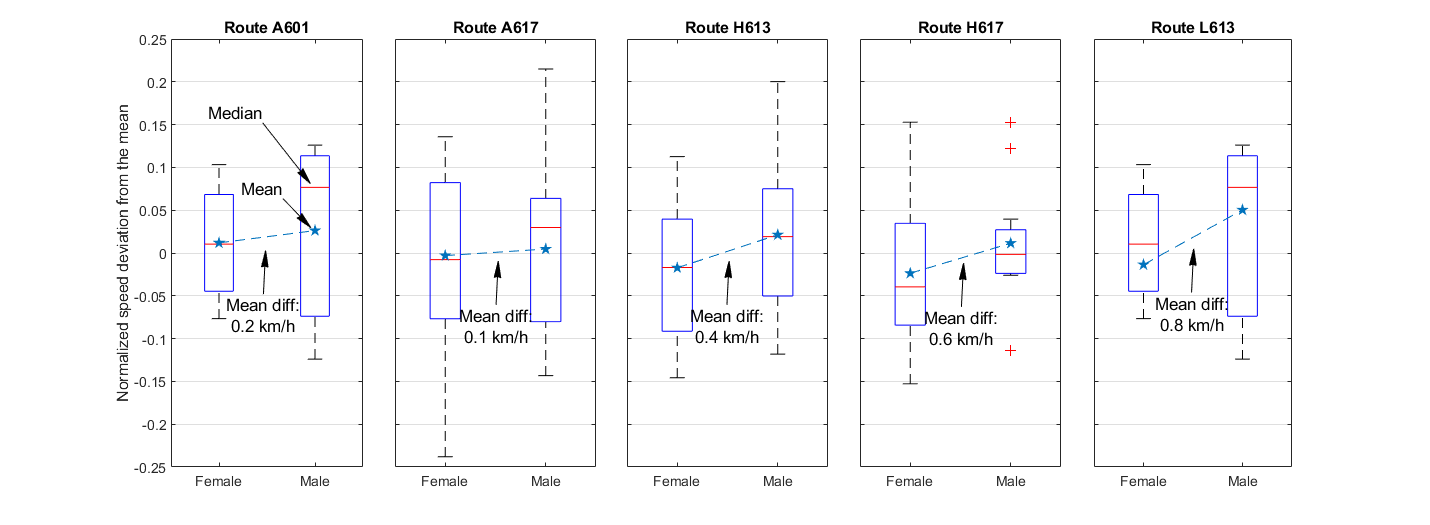 Route A601
Route A617
Route H613
Route H617
Route L613
Normalized speed deviation from the mean
0.25
0.2
0.15
0.1
0.05
0
-0.05
-0.1
-0.15
-0.2
-0.25
Median
Mean
Mean diff:
0.2 km/h
Mean diff:
0.1 km/h
Mean diff:
0.4 km/h
Mean diff:
0.6 km/h
Mean diff:
0.8 km/h
Female
Male
Female
Male
Female
Male
Female
Male
Female
Male